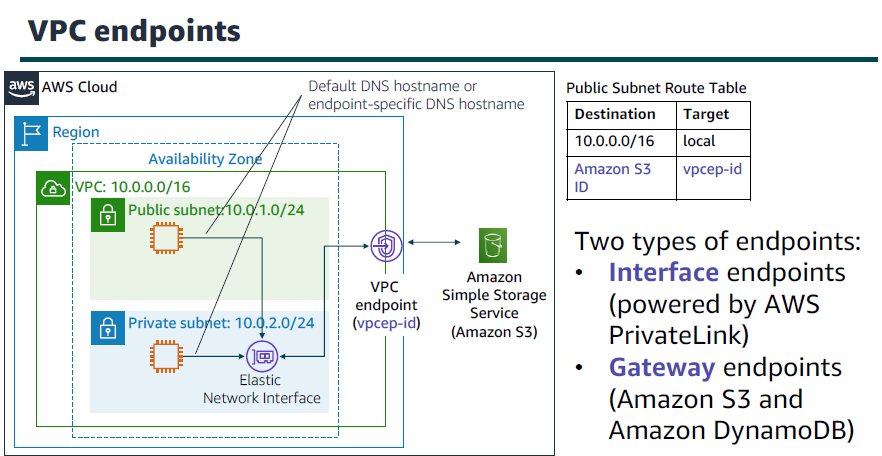 VPC endpoints
aws
AWS Cloud
Default DNS hostname or
endpoint-specific DNS hostname
Region
Availability Zone
VPC: 10.0.0.0/16
Public subnet:10.0.1.0/24
Private subnet: 10.0.2.0/24
Elastic
Network Interface
VPC
endpoint
(vpcep-id)
Amazon
Simple Storage
Service
(Amazon S3)
Public Subnet Route Table
Destination Target
10.0.0.0/16 local
Amazon S3 vpcep-id
ID
Two types of endpoints:
• Interface endpoints
(powered by AWS
PrivateLink)
• Gateway endpoints
(Amazon S3 and
Amazon DynamoDB)